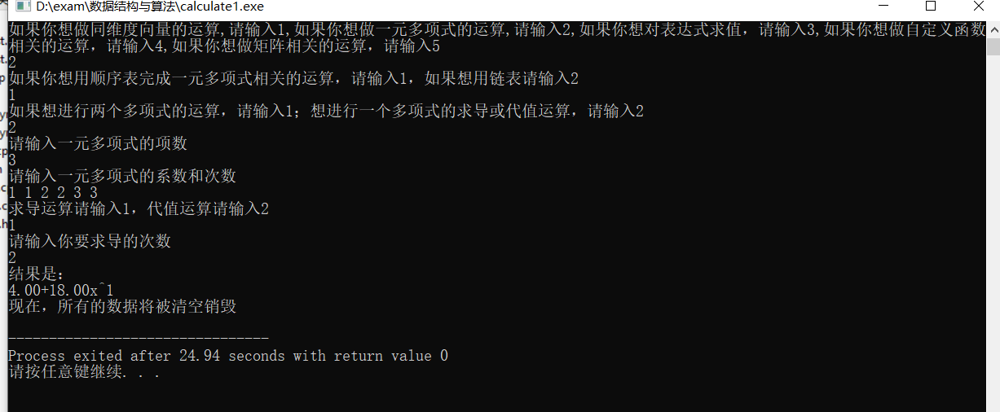 D:\exam\数据结构与算法\calculate1.exe
如果你想做同维度向量的运算,请输入1,如果你想做一元多项式的运算,请输入2,如果你想对表达式求值，请输入3,如果你想做自定义函数
相关的运算，请输入4,如果你想做矩阵相关的运算，请输入5
2
如果你想用顺序表完成一元多项式相关的运算，请输入1，如果想用链表请输入2
1
如果想进行两个多项式的运算，请输入1；想进行一个多项式的求导或代值运算，请输入2
2
请输入一元多项式的项数
3
请输入一元多项式的系数和次数
1 1 2 2 3 3
求导运算请输入1，代值运算请输入2
1
请输入你要求导的次数
2
结果是：
4.00+18.00x^1
现在，所有的数据将被清空销毁
--------------------------------
Process exited after 24.94 seconds with return value 0
请按任意键继续. . .